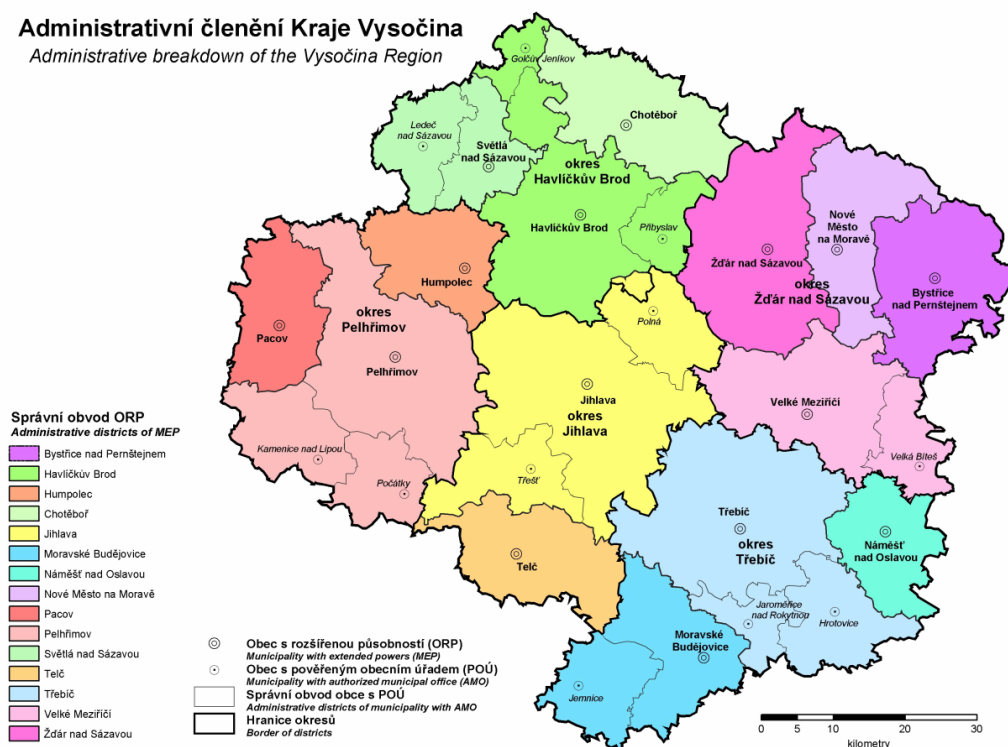 Administrativní členění Kraje Vysočina
Administrative breakdown of the Vysočina Region
Golčův Jeníkov
Chotěboř
Ledeč
nad Sázavou
Světlá
nad Sázavou
okres
Havlíčkův Brod
Havlíčkův Brod
Přibyslav
Nové
Město
na Moravě
Žďár nad Sázavou
okres
Žďár nad Sázavou
Bystřice
nad Pernštejnem
Humpolec
okres
Pelhřimov
Pacov
Pelhřimov
Polná
Jihlava
okres
Jihlava
Velké Meziříčí
Velká Bíteš
Kamenice nad Lipou
Počátky
Třešť
Telč
Třebíč
okres
Třebíč
Náměšť
nad Oslavou
Jaroměřice
nad Rokytnou
Hrotovice
Moravské
Budějovice
Jemnice
Správní obvod ORP
Administrative districts of MEP
Bystřice nad Pernštejnem
Havlíčkův Brod
Humpolec
Chotěboř
Jihlava
Moravské Budějovice
Náměšť nad Oslavou
Nové Město na Moravě
Pacov
Pelhřimov
Světlá nad Sázavou
Telč
Třebíč
Velké Meziříčí
Žďár nad Sázavou
Obec s rozšířenou působností (ORP)
Municipality with extended powers (MEP)
Obec s pověřeným obecním úřadem (POÚ)
Municipality with authorized municipal office (AMO)
Správní obvod obce s POÚ
Administrative districts of municipality with AMO
Hranice okresů
Border of districts
0 5 10 20 30
kilometry